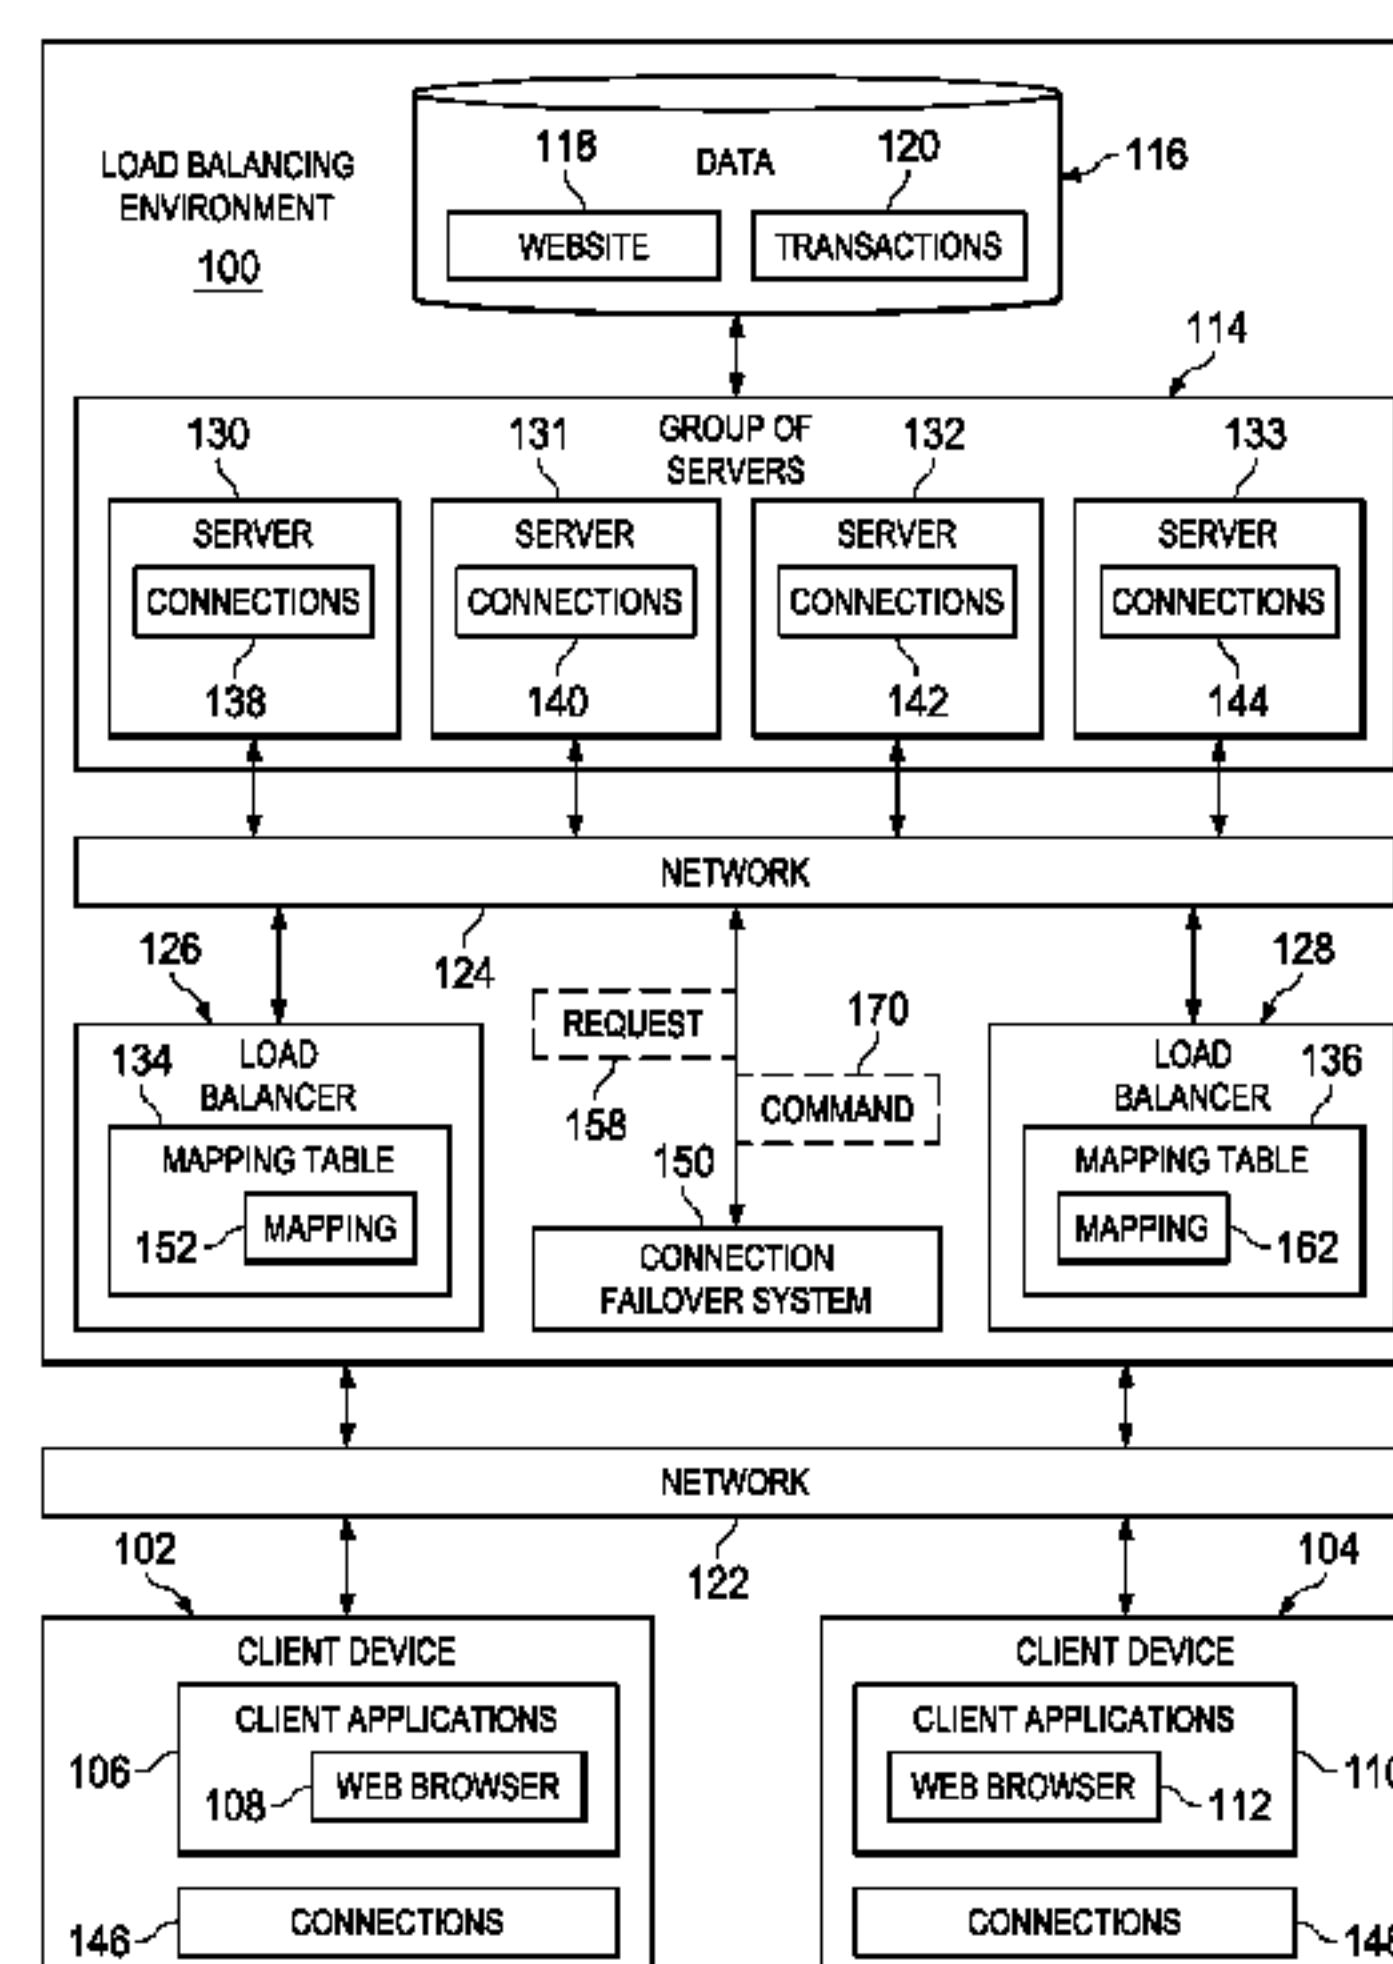 LOAD BALANCING
ENVIRONMENT
100
118
DATA
120
116
WEBSITE
TRANSACTIONS
114
130
131
GROUP OF
SERVERS
132
133
SERVER
SERVER
SERVER
SERVER
CONNECTIONS
CONNECTIONS
CONNECTIONS
CONNECTIONS
138
140
142
144
NETWORK
126
124
128
REQUEST
170
134
LOAD
BALANCER
158
COMMAND
LOAD
BALANCER
136
MAPPING TABLE
150
MAPPING TABLE
152
MAPPING
CONNECTION
FAILOVER SYSTEM
MAPPING
162
NETWORK
102
122
104
CLIENT DEVICE
CLIENT DEVICE
CLIENT APPLICATIONS
CLIENT APPLICATIONS
106
108
WEB BROWSER
WEB BROWSER
112
110
146
CONNECTIONS
CONNECTIONS
148